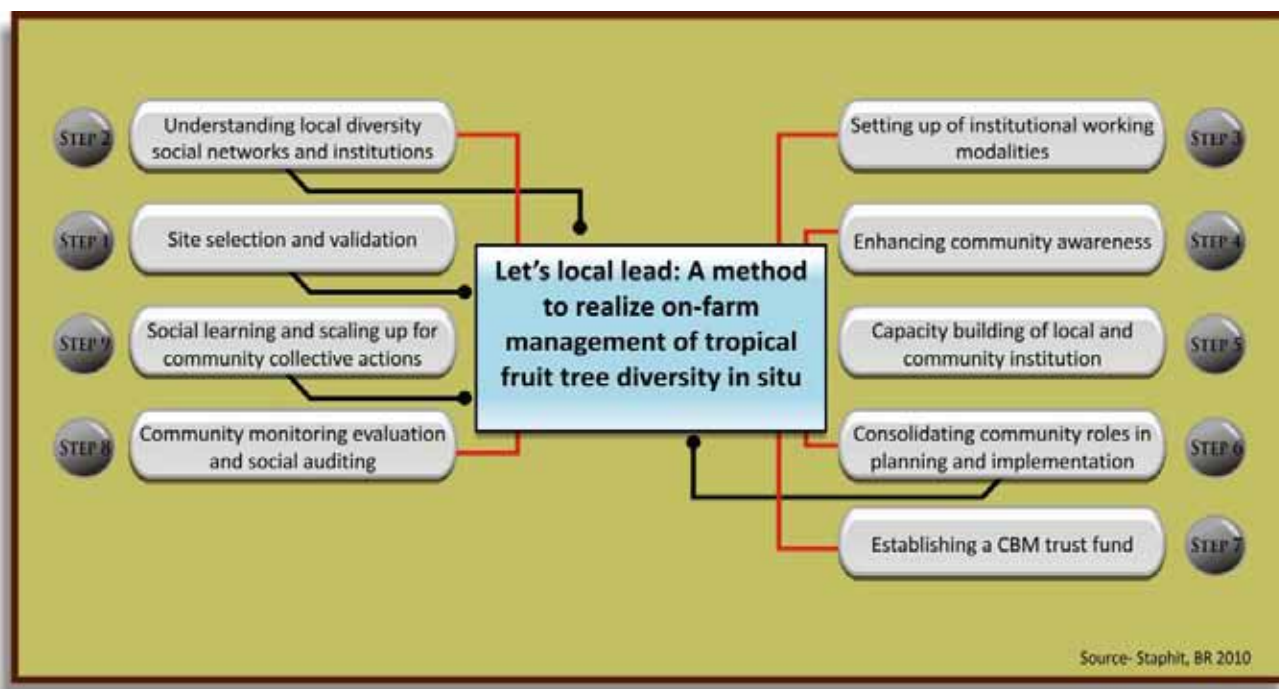 STEP 2
Understanding local diversity
social networks and institutions
STEP 1
Site selection and validation
STEP 9
Social learning and scaling up for
community collective actions
STEP 8
Community monitoring evaluation
and social auditing
Let's local lead: A method
to realize on-farm
management of tropical
fruit tree diversity in situ
Setting up of institutional working
modalities
STEP 3
Enhancing community awareness
STEP 4
Capacity building of local and
community institution
STEP 5
Consolidating community roles in
planning and implementation
STEP 6
Establishing a CBM trust fund
STEP 7
Source- Staphit, BR 2010